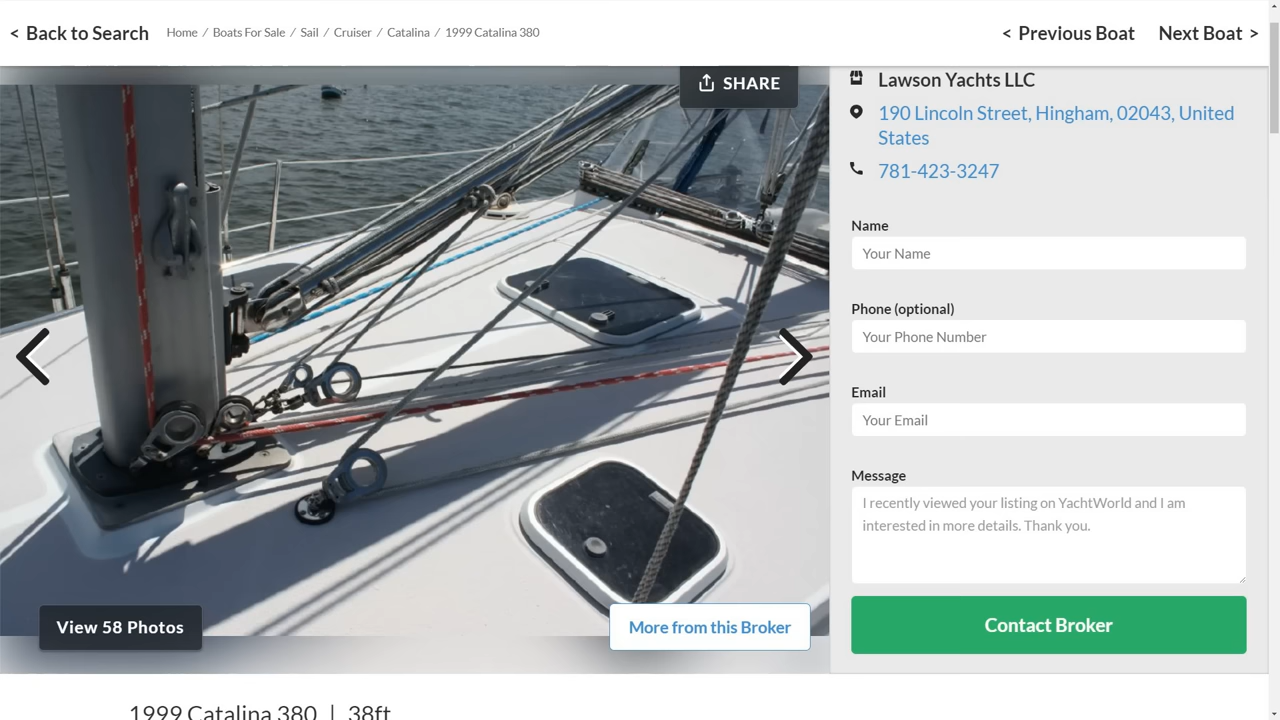 < Back to Search
Home / Boats For Sale / Sail / Cruiser / Catalina / 1999 Catalina 380
< Previous Boat
Next Boat >
SHARE
Lawson Yachts LLC
190 Lincoln Street, Hingham, 02043, United
States
781-423-3247
Name
Your Name
Phone (optional)
Your Phone Number
Email
Your Email
Message
I recently viewed your listing on YachtWorld and I am
interested in more details. Thank you.
View 58 Photos
More from this Broker
Contact Broker
1999 Catalina 380 | 38ft